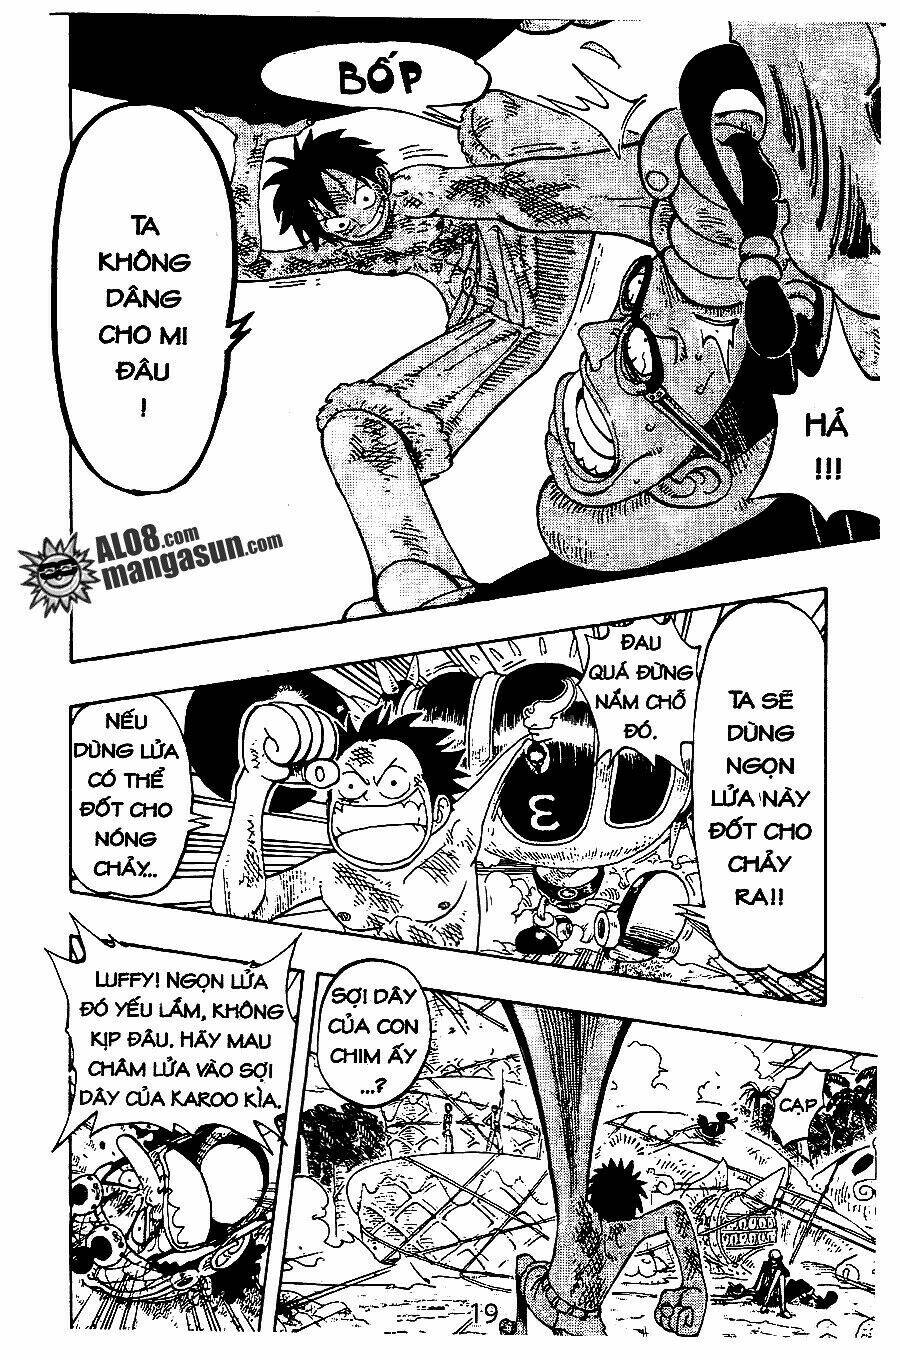 BỐP
TA
KHÔNG
DÂNG
CHO MI
ĐÂU
!
HẢ
!!!
AL08.com
mangasun.com
ĐAU
QUÁ ĐỪNG
NẮM CHỖ
ĐÓ.
TA SẼ
DÙNG
NGỌN
LỬA NÀY
ĐỐT CHO
CHẢY
RA!!
NẾU
DÙNG LỬA
CÓ THỂ
ĐỐT CHO
NÓNG
CHẢY...
3
LUFFY! NGỌN LỬA
ĐÓ YẾU LẮM, KHÔNG
KỊP ĐÂU. HÃY MAU
CHÂM LỬA VÀO SỢI
DÂY CỦA KAROO KÌA.
SỢI DÂY
CỦA CON
CHIM ẤY
...?
CẠP
19